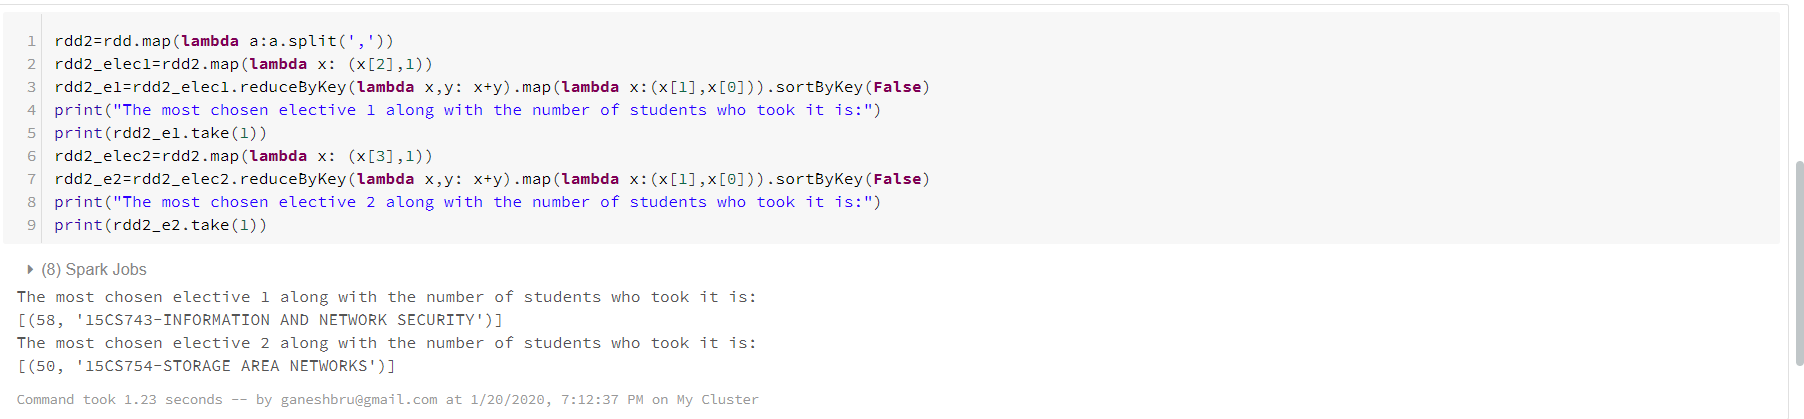 1 rdd2=rdd.map(lambda a:a.split(','))
2 rdd2_elec1=rdd2.map(lambda x: (x[2],1))
3 rdd2_e1=rdd2_elec1.reduceByKey(lambda x,y: x+y).map(lambda x:(x[1],x[0])).sortByKey(False)
4 print("The most chosen elective 1 along with the number of students who took it is:")
5 print(rdd2_e1.take(1))
6 rdd2_elec2=rdd2.map(lambda x: (x[3],1))
7 rdd2_e2=rdd2_elec2.reduceByKey(lambda x,y: x+y).map(lambda x:(x[1],x[0])).sortByKey(False)
8 print("The most chosen elective 2 along with the number of students who took it is:")
9 print(rdd2_e2.take(1))
(8) Spark Jobs
The most chosen elective 1 along with the number of students who took it is:
[(58, '15CS743-INFORMATION AND NETWORK SECURITY')]
The most chosen elective 2 along with the number of students who took it is:
[(50, '15CS754-STORAGE AREA NETWORKS')]
Command took 1.23 seconds -- by ganeshbru@gmail.com at 1/20/2020, 7:12:37 PM on My Cluster